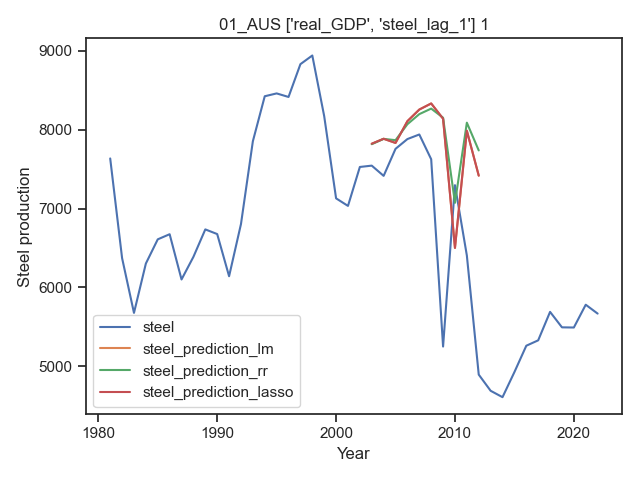 01_AUS ['real_GDP', 'steel_lag_1'] 1
9000
8000
7000
6000
5000
Steel production
steel
steel_prediction_lm
steel_prediction_rr
steel_prediction_lasso
1980
1990
2000
2010
2020
Year